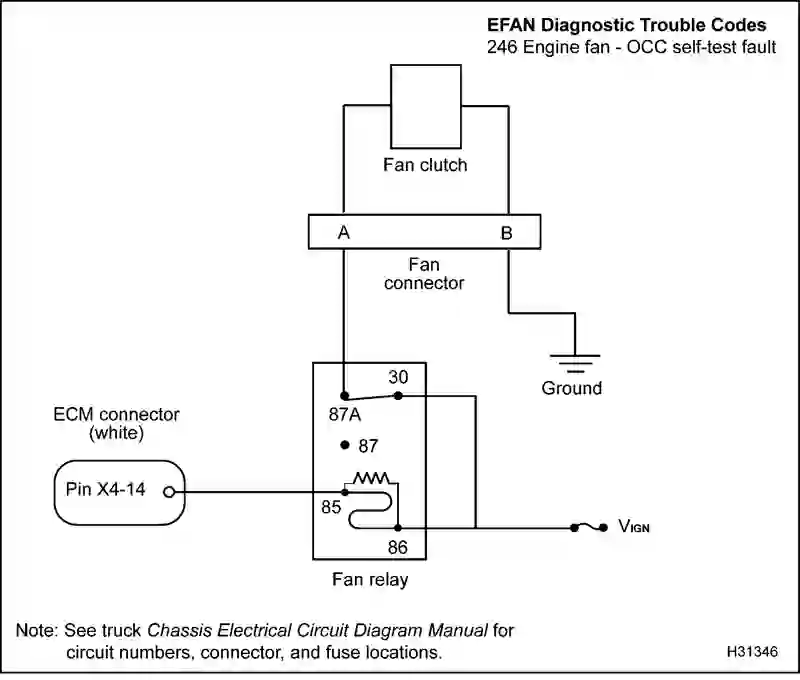 EFAN Diagnostic Trouble Codes
246 Engine fan - OCC self-test fault
Fan clutch
A
B
Fan
connector
Ground
30
87A
87
ECM connector
(white)
Pin X4-14
85
86
VIGN
Fan relay
Note: See truck Chassis Electrical Circuit Diagram Manual for
circuit numbers, connector, and fuse locations.
H31346